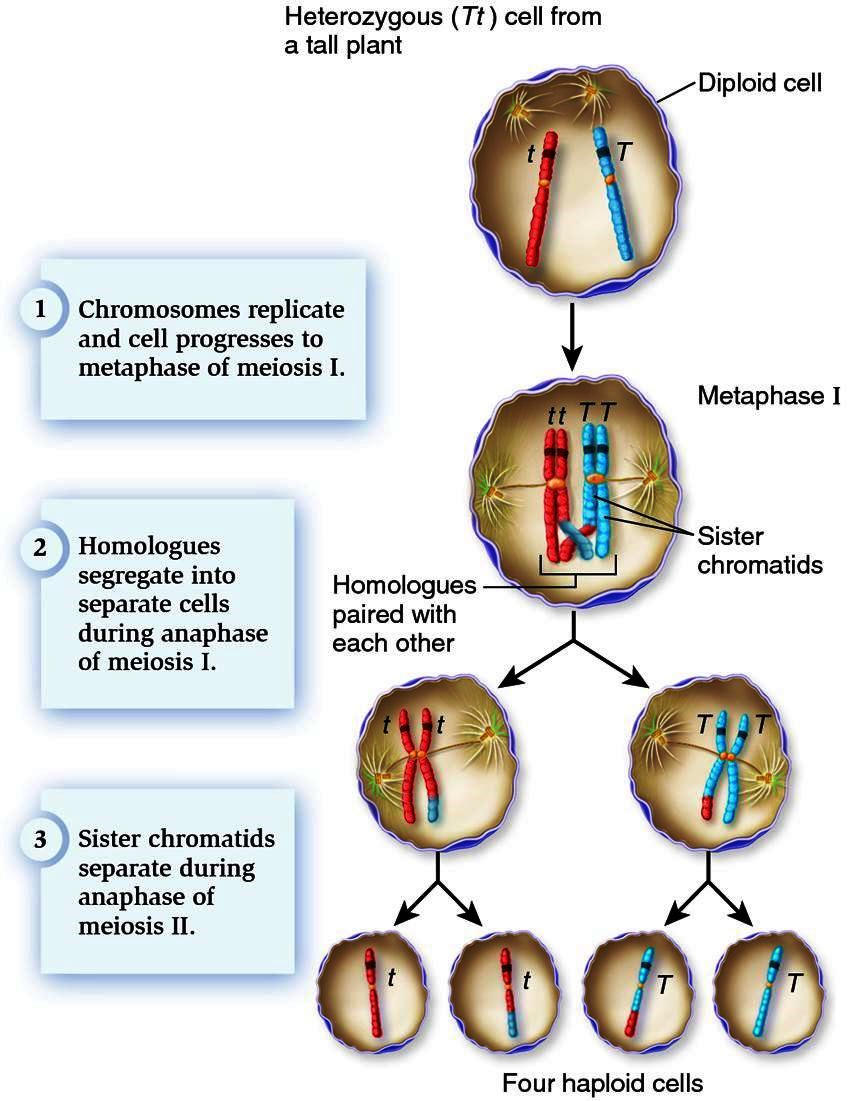 Heterozygous (Tt) cell from
a tall plant
Diploid cell
t
T
1
Chromosomes replicate
and cell progresses to
metaphase of meiosis I.
Metaphase I
tt TT
Sister
chromatids
Homologues
paired with
each other
2
Homologues
segregate into
separate cells
during anaphase
of meiosis I.
t
t
T
T
3
Sister chromatids
separate during
anaphase of
meiosis II.
t
t
T
T
Four haploid cells